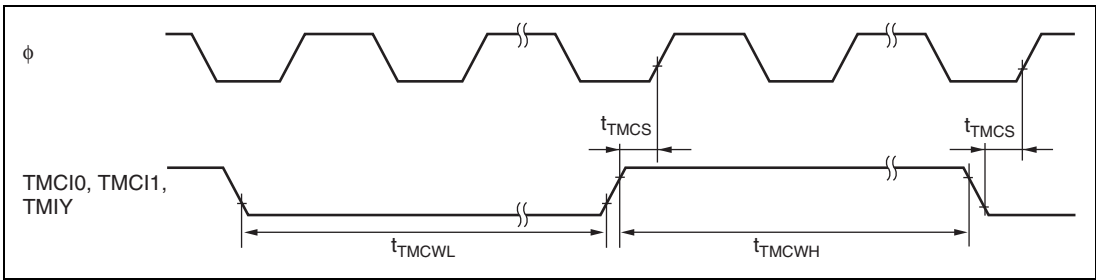 ϕ
tTMCS
tTMCS
TMCI0, TMCI1,
TMIY
tTMCWL
tTMCWH